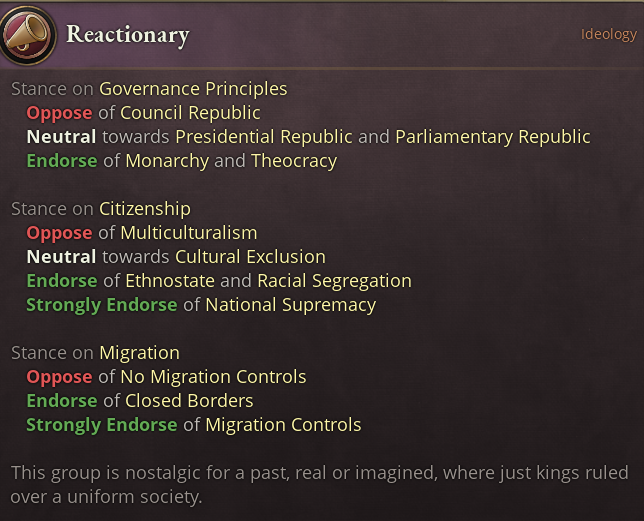 Reactionary
Ideology
Stance on Governance Principles
Oppose of Council Republic
Neutral towards Presidential Republic and Parliamentary Republic
Endorse of Monarchy and Theocracy
Stance on Citizenship
Oppose of Multiculturalism
Neutral towards Cultural Exclusion
Endorse of Ethnostate and Racial Segregation
Strongly Endorse of National Supremacy
Stance on Migration
Oppose of No Migration Controls
Endorse of Closed Borders
Strongly Endorse of Migration Controls
This group is nostalgic for a past, real or imagined, where just kings ruled
over a uniform society.